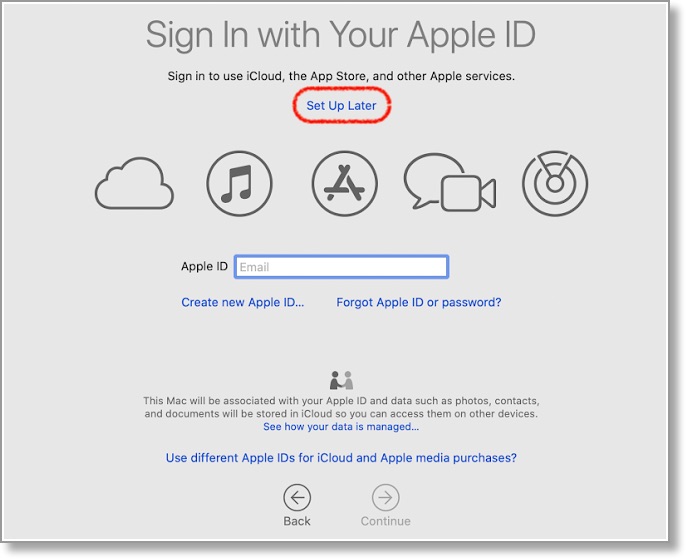 Sign In with Your Apple ID
Sign in to use iCloud, the App Store, and other Apple services.
Set Up Later
Apple ID Email
Create new Apple ID... Forgot Apple ID or password?
This Mac will be associated with your Apple ID and data such as photos, contacts,
and documents will be stored in iCloud so you can access them on other devices.
See how your data is managed...
Use different Apple IDs for iCloud and Apple media purchases?
Back Continue